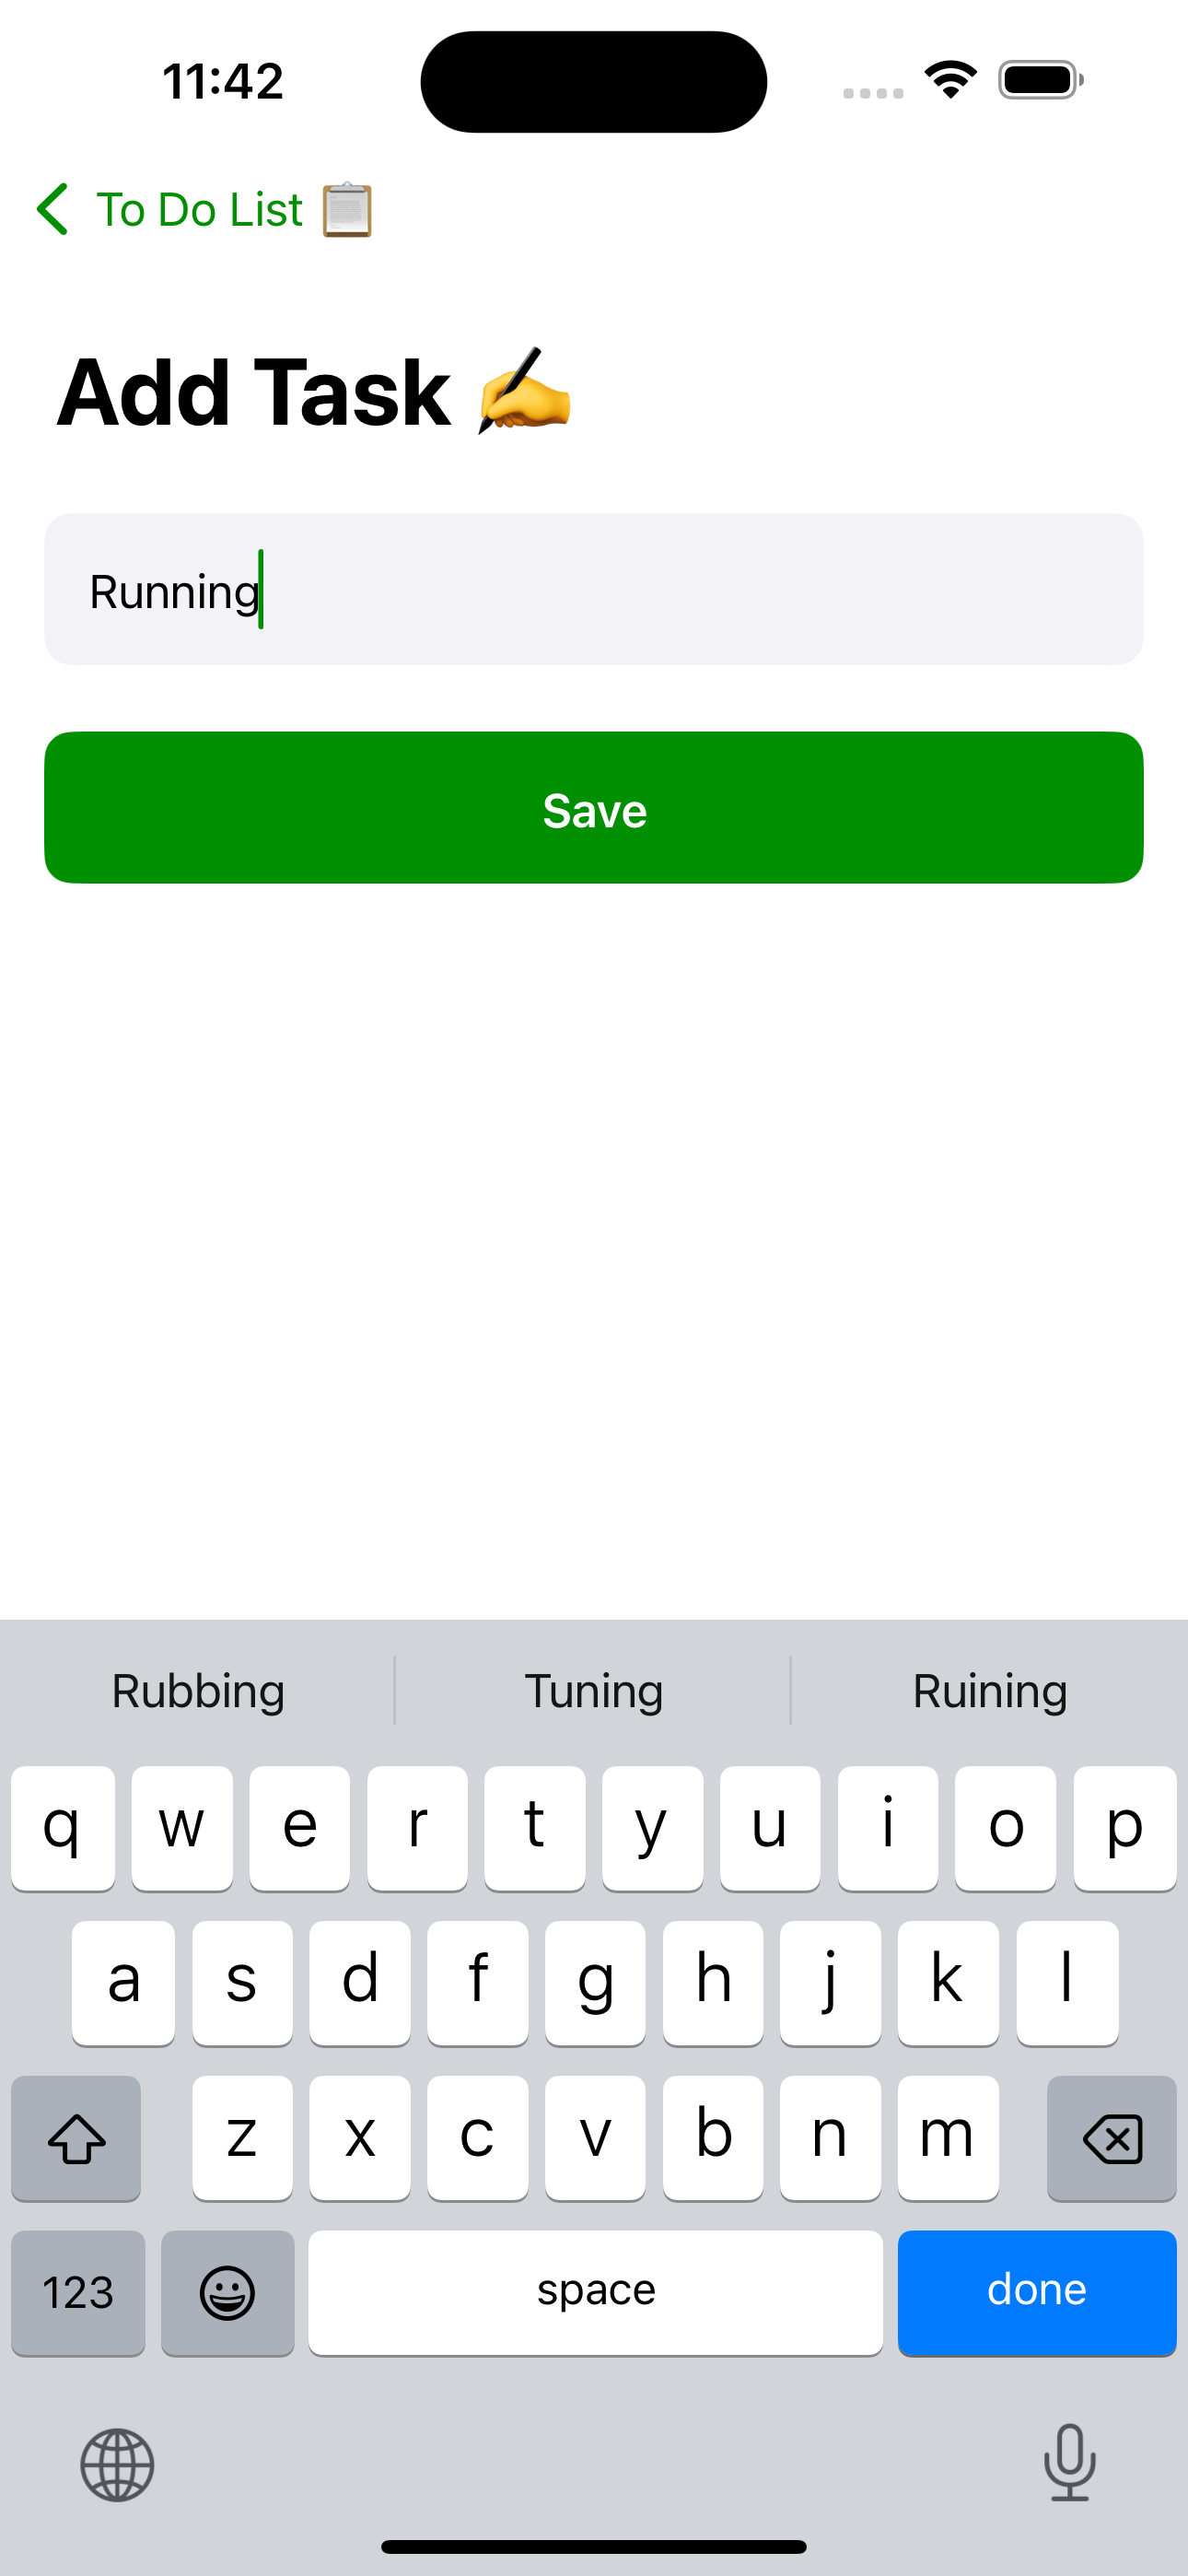 11:42
To Do List 📋
Add Task ✍️
Running
Save
Rubbing Tuning Ruining
q w e r t y u i o p
a s d f g h j k l
z x c v b n m
123 space done